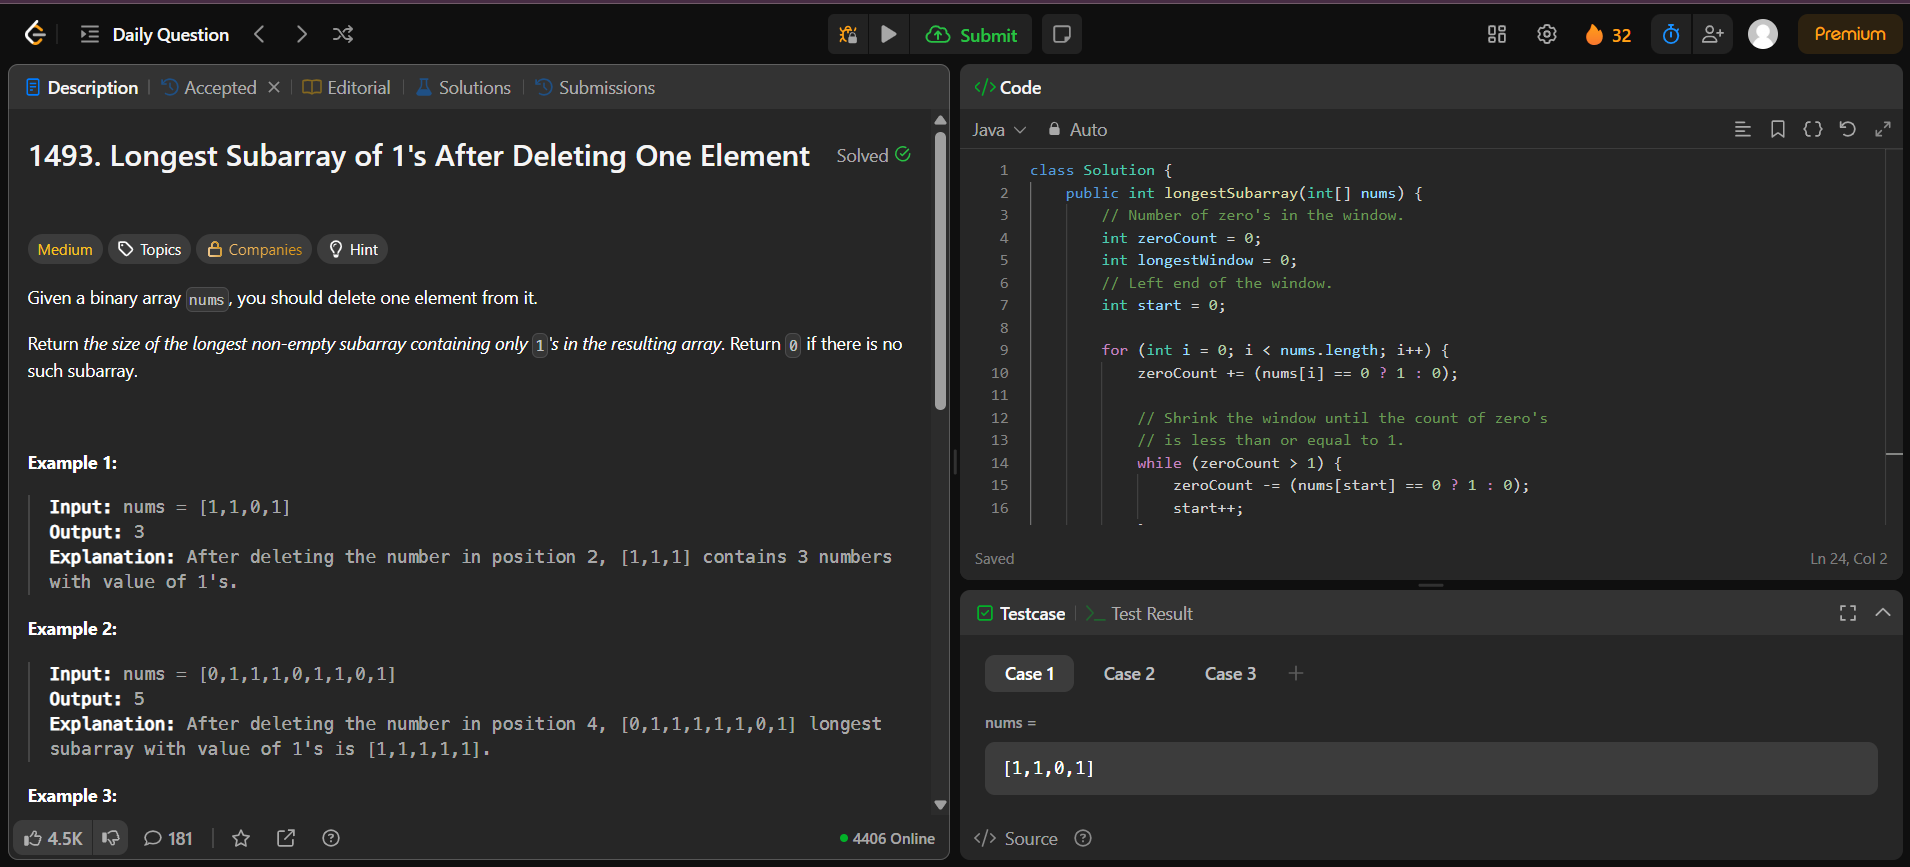 Daily Question
Submit
32
Premium
Description
Accepted
Editorial
Solutions
Submissions
1493. Longest Subarray of 1's After Deleting One Element
Solved
Medium
Topics
Companies
Hint
Given a binary array nums, you should delete one element from it.
Return the size of the longest non-empty subarray containing only 1's in the resulting array. Return 0 if there is no
such subarray.
Example 1:
Input: nums = [1,1,0,1]
Output: 3
Explanation: After deleting the number in position 2, [1,1,1] contains 3 numbers
with value of 1's.
Example 2:
Input: nums = [0,1,1,1,0,1,1,0,1]
Output: 5
Explanation: After deleting the number in position 4, [0,1,1,1,1,1,0,1] longest
subarray with value of 1's is [1,1,1,1,1].
Example 3:
4.5K
181
4406 Online
</> Code
Java
Auto
1 class Solution {
2 public int longestSubarray(int[] nums) {
3 // Number of zero's in the window.
4 int zeroCount = 0;
5 int longestWindow = 0;
6 // Left end of the window.
7 int start = 0;
8
9 for (int i = 0; i < nums.length; i++) {
10 zeroCount += (nums[i] == 0 ? 1 : 0);
11
12 // Shrink the window until the count of zero's
13 // is less than or equal to 1.
14 while (zeroCount > 1) {
15 zeroCount -= (nums[start] == 0 ? 1 : 0);
16 start++;
Saved
Ln 24, Col 2
Testcase
Test Result
Case 1
Case 2
Case 3
nums =
[1,1,0,1]
</> Source